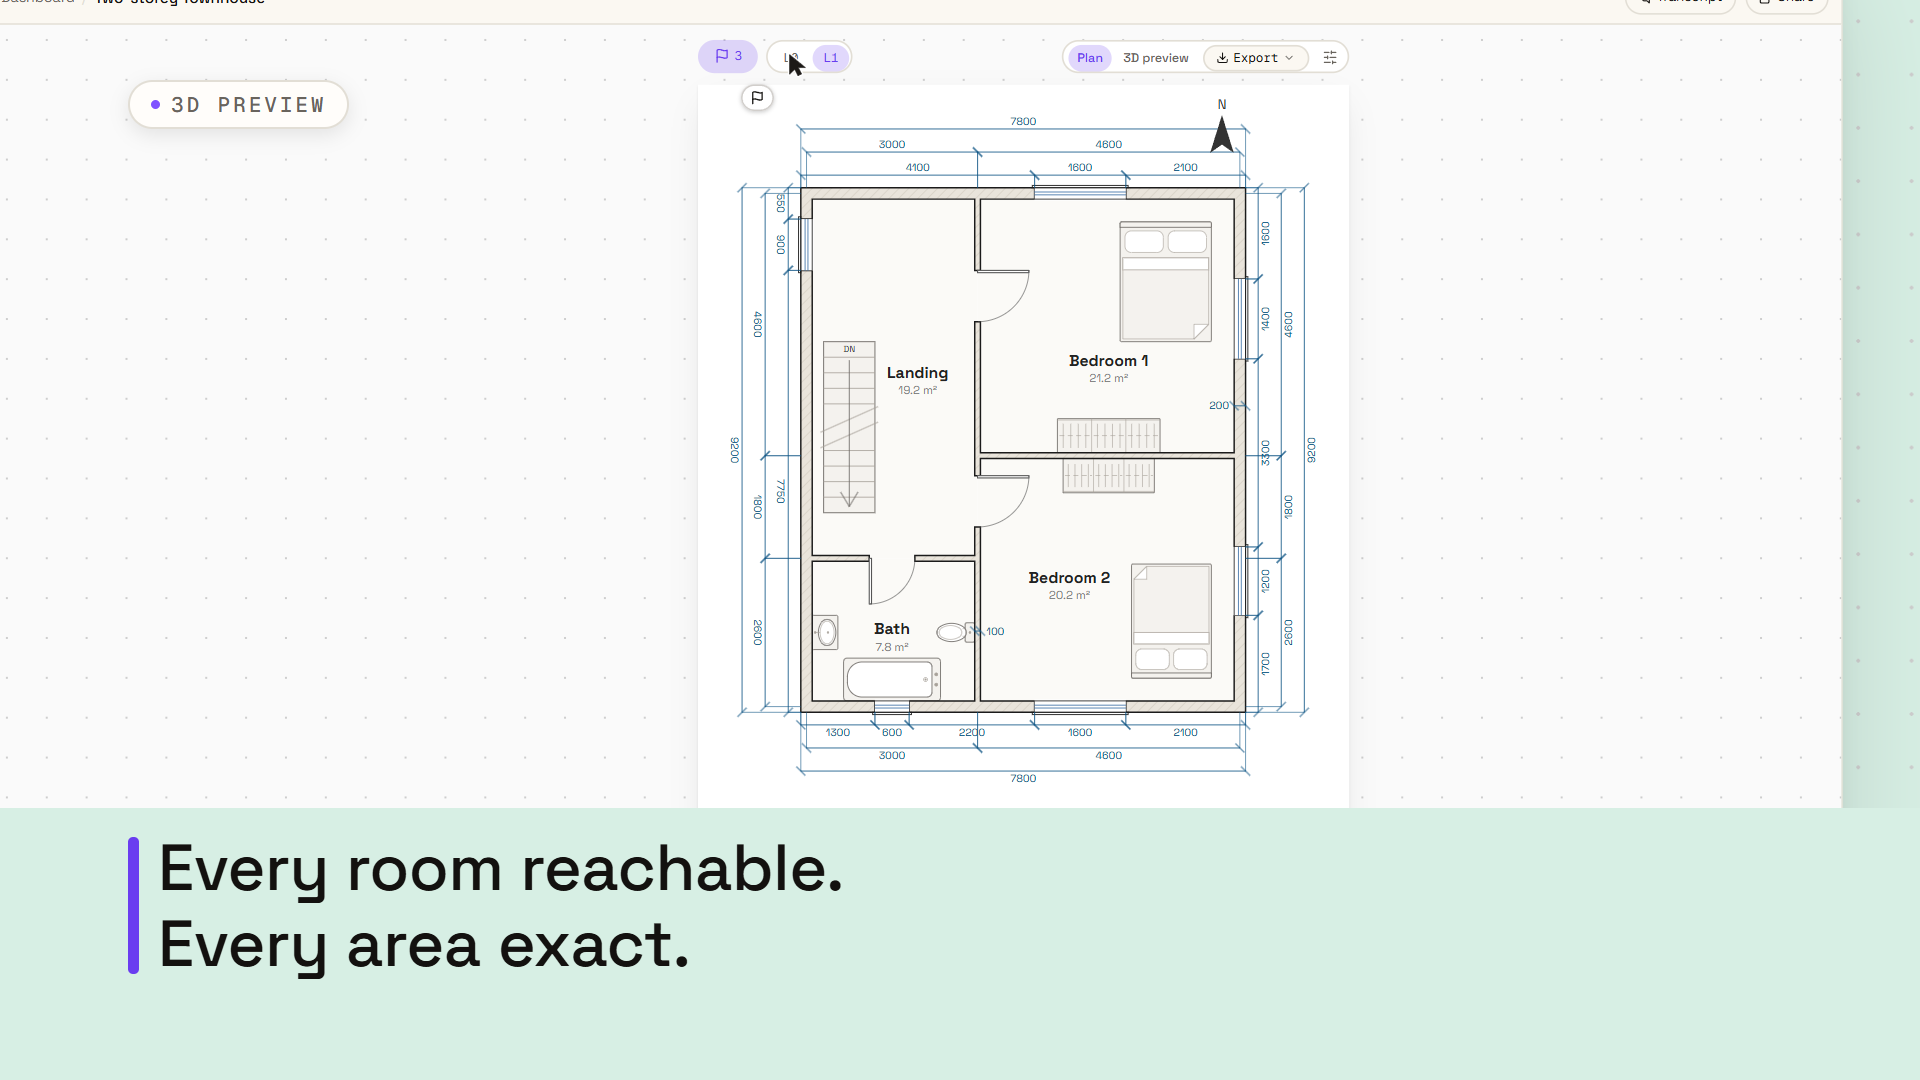 3
L1
Plan
3D preview
Export
3D PREVIEW
N
7800
3000 4600
4100 1600 2100
550
900
4600
9200
7750
1800
2600
1600
1400
4600
200
3300
9200
1800
1200
2600
1700
DN
Landing
19.2 m²
Bedroom 1
21.2 m²
Bedroom 2
20.2 m²
Bath
7.8 m²
100
1300 600 2200 1600 2100
3000 4600
7800
Every room reachable.
Every area exact.